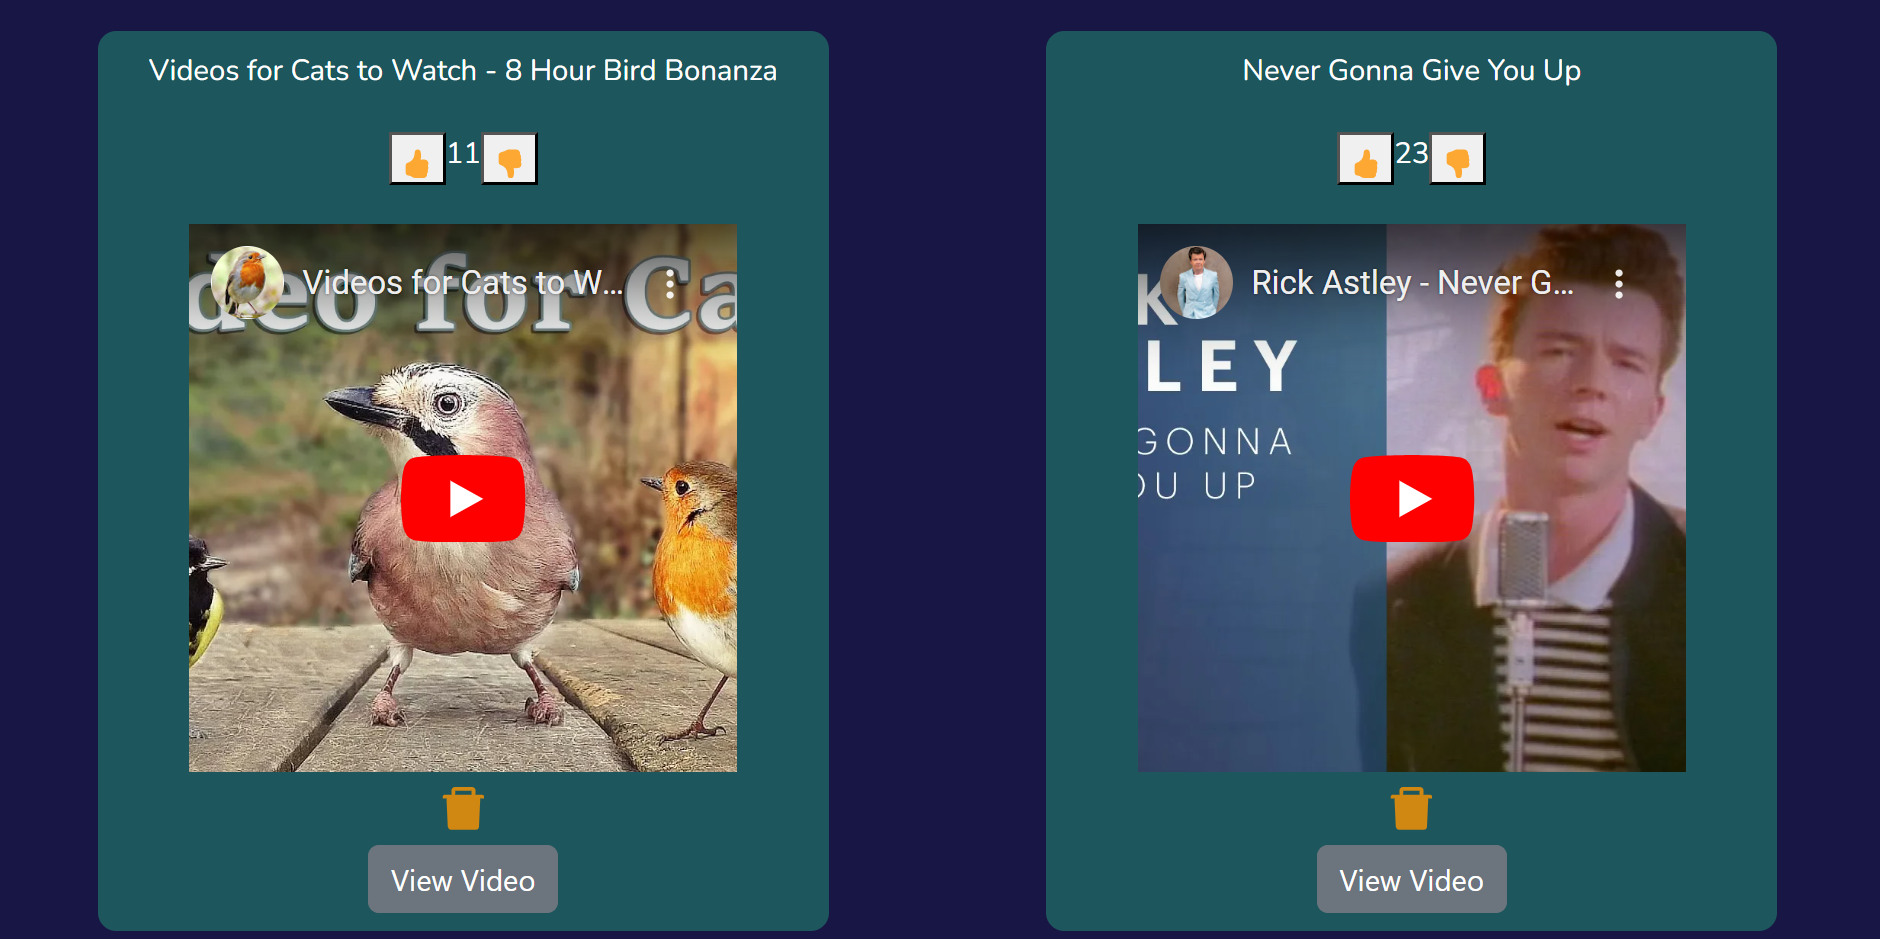 Videos for Cats to Watch - 8 Hour Bird Bonanza
11
deo for Ca
Videos for Cats to W...
View Video
Never Gonna Give You Up
23
Rick Astley - Never G...
K
LEY
GONNA
OU UP
View Video